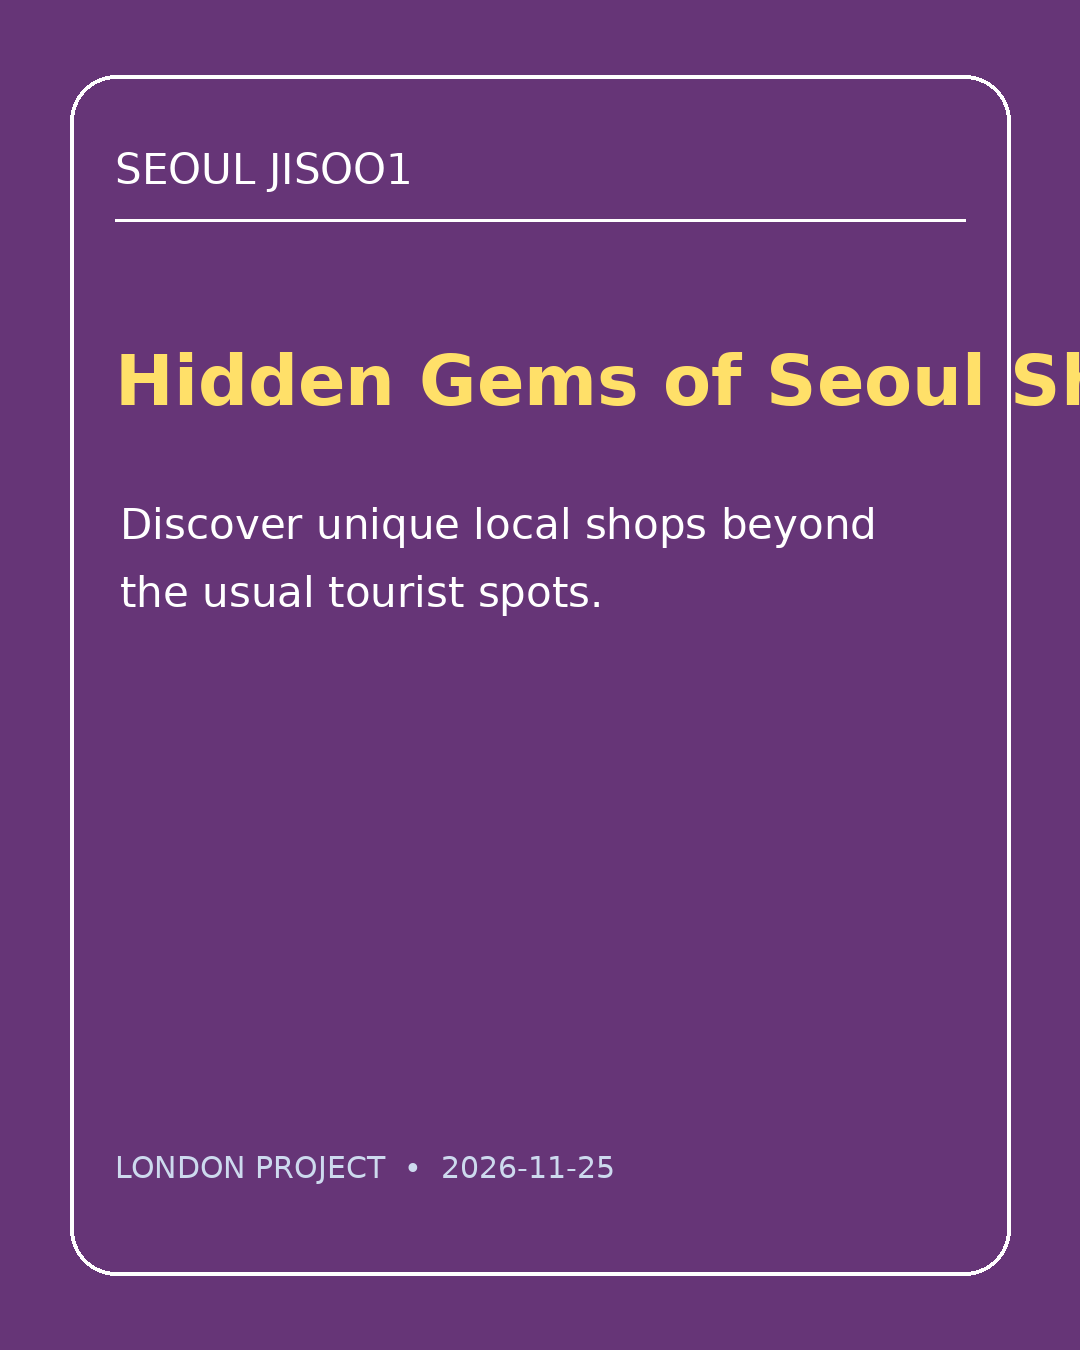 SEOUL JISOO1
Hidden Gems of Seoul
Discover unique local shops beyond
the usual tourist spots.
LONDON PROJECT • 2026-11-25